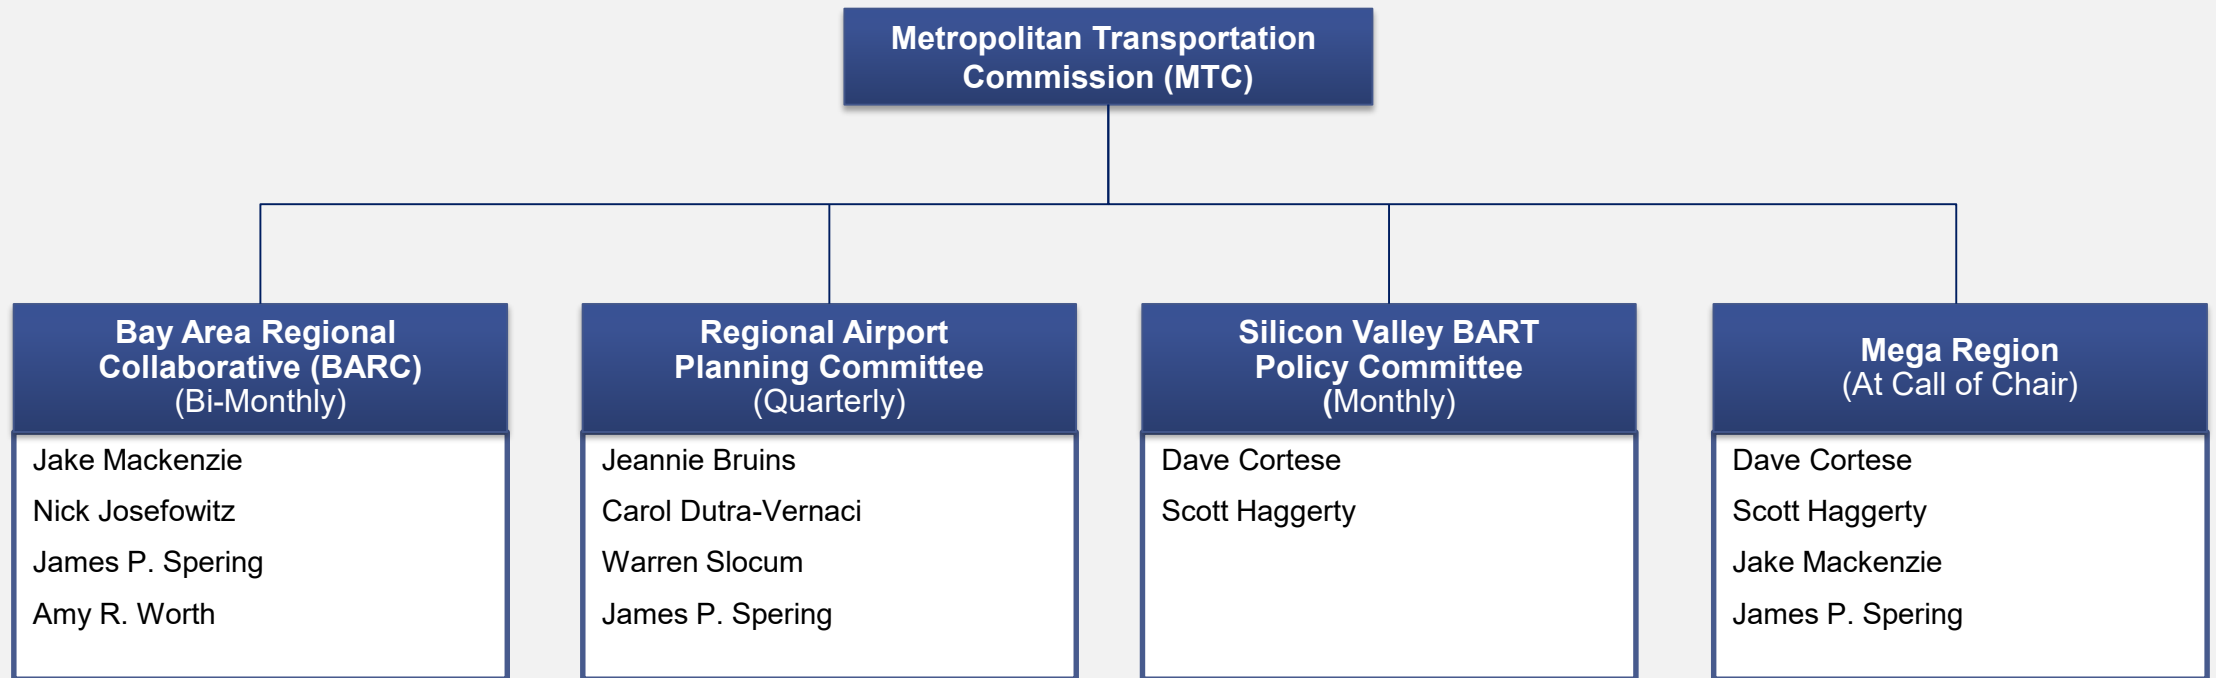 Metropolitan Transportation
Commission (MTC)
Bay Area Regional
Collaborative (BARC)
(Bi-Monthly)
Jake Mackenzie
Nick Josefowitz
James P. Spering
Amy R. Worth
Regional Airport
Planning Committee
(Quarterly)
Jeannie Bruins
Carol Dutra-Vernaci
Warren Slocum
James P. Spering
Silicon Valley BART
Policy Committee
(Monthly)
Dave Cortese
Scott Haggerty
Mega Region
(At Call of Chair)
Dave Cortese
Scott Haggerty
Jake Mackenzie
James P. Spering